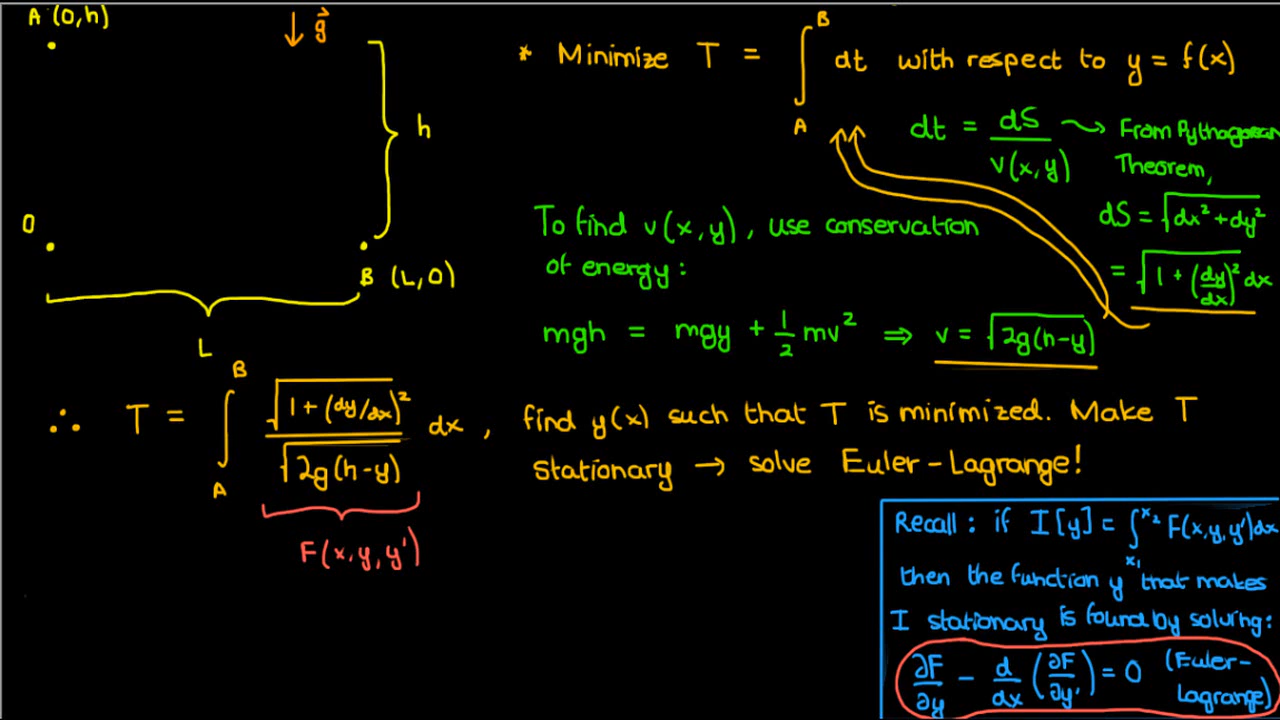 A (0,h)
↓ g⃗
h
0
B (L,0)
L
* Minimize T = ∫_A^B dt with respect to y = f(x)
dt = dS / v(x,y) ⤳ From Pythagorean
Theorem,
dS = √(dx² + dy²)
= √(1 + (dy/dx)²) dx
To find v(x,y), use conservation
of energy:
mgh = mgy + 1/2 mv² ⇒ v = √(2g(h-y))
∴ T = ∫_A^B √(1 + (dy/dx)²) / √(2g(h-y)) dx , find y(x) such that T is minimized. Make T
stationary → solve Euler-Lagrange!
F(x,y,y')
Recall: if I[y] = ∫_{x₁}^{x₂} F(x,y,y')dx
then the function y that makes
I stationary is found by solving:
∂F/∂y - d/dx (∂F/∂y') = 0 (Euler-
Lagrange)